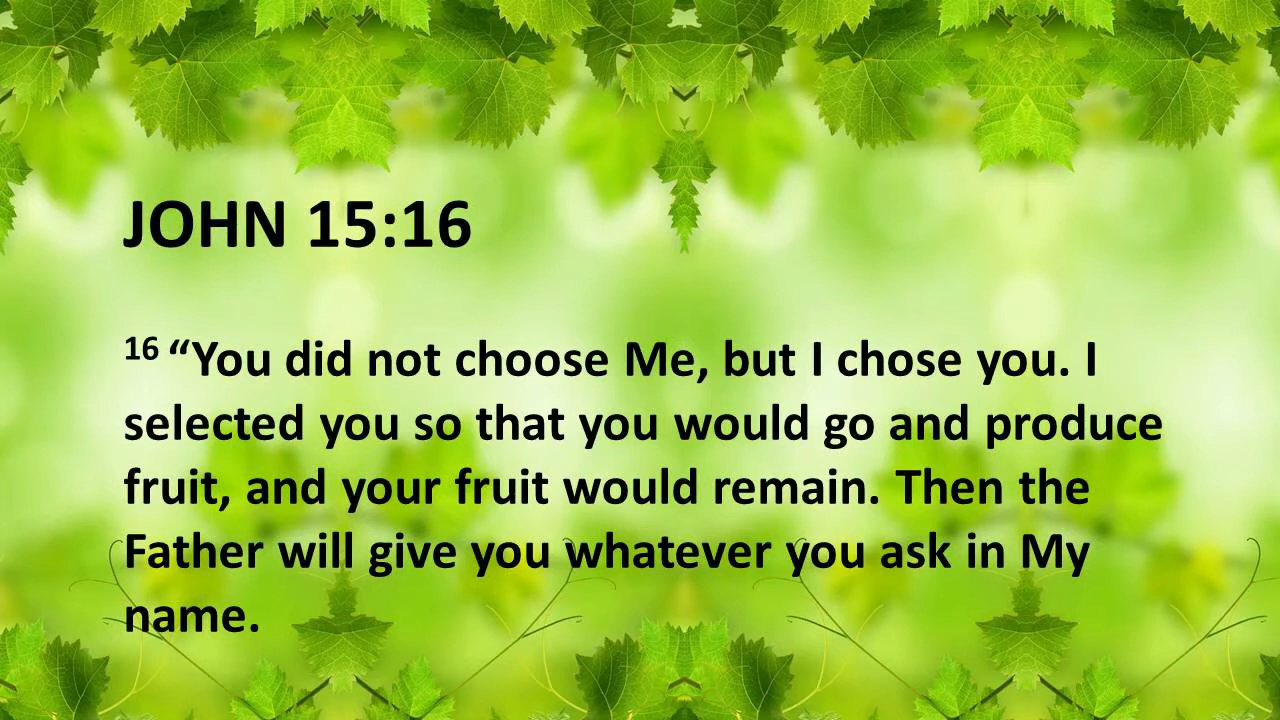 JOHN 15:16
16 “You did not choose Me, but I chose you. I
selected you so that you would go and produce
fruit, and your fruit would remain. Then the
Father will give you whatever you ask in My
name.